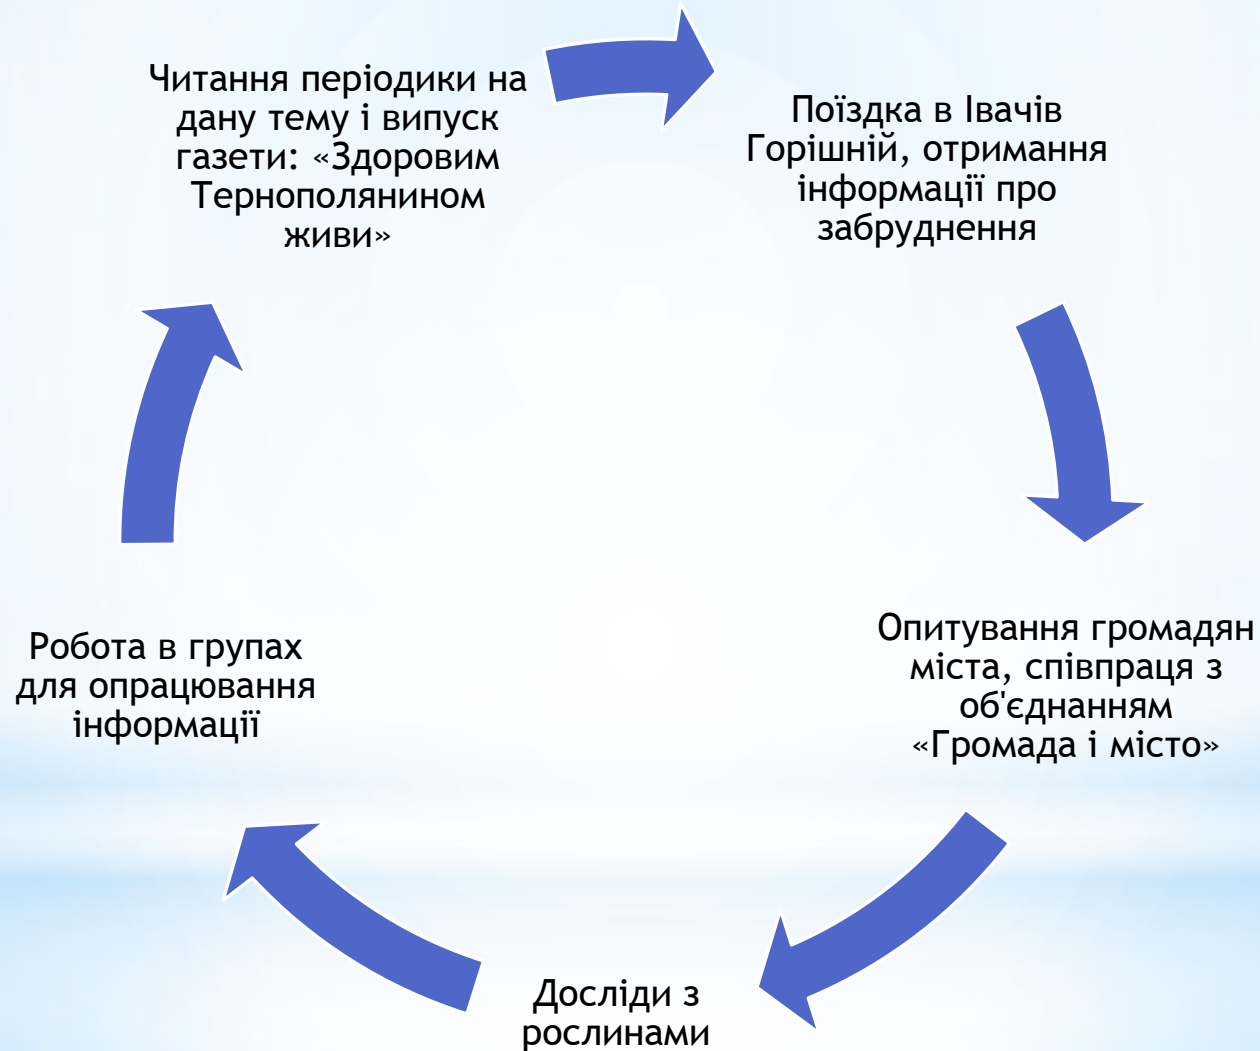 Читання періодики на
дану тему і випуск
газети: «Здоровим
Тернополянином
живи»
Поїздка в Івачів
Горішній, отримання
інформації про
забруднення
Опитування громадян
міста, співпраця з
об'єднанням
«Громада і місто»
Досліди з
рослинами
Робота в групах
для опрацювання
інформації